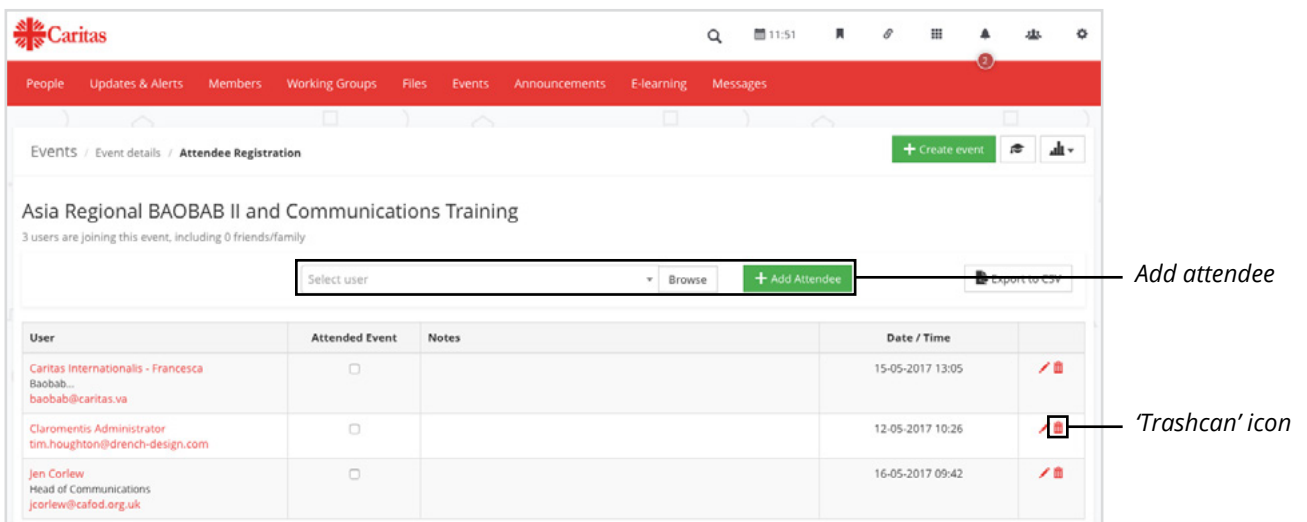 Caritas
11:51
2
People Updates & Alerts Members Working Groups Files Events Announcements E-learning Messages
Events / Event details / Attendee Registration
Create event
Asia Regional BAOBAB II and Communications Training
3 users are joining this event, including 0 friends/family
Select user Browse Add Attendee Export to CSV Add attendee
User Attended Event Notes Date / Time
Caritas Internationalis - Francesca 15-05-2017 13:05
Baobab...
baobab@caritas.va
Claromentis Administrator 12-05-2017 10:26 ‘Trashcan’ icon
tim.houghton@drench-design.com
Jen Corlew 16-05-2017 09:42
Head of Communications
jcorlew@cafod.org.uk